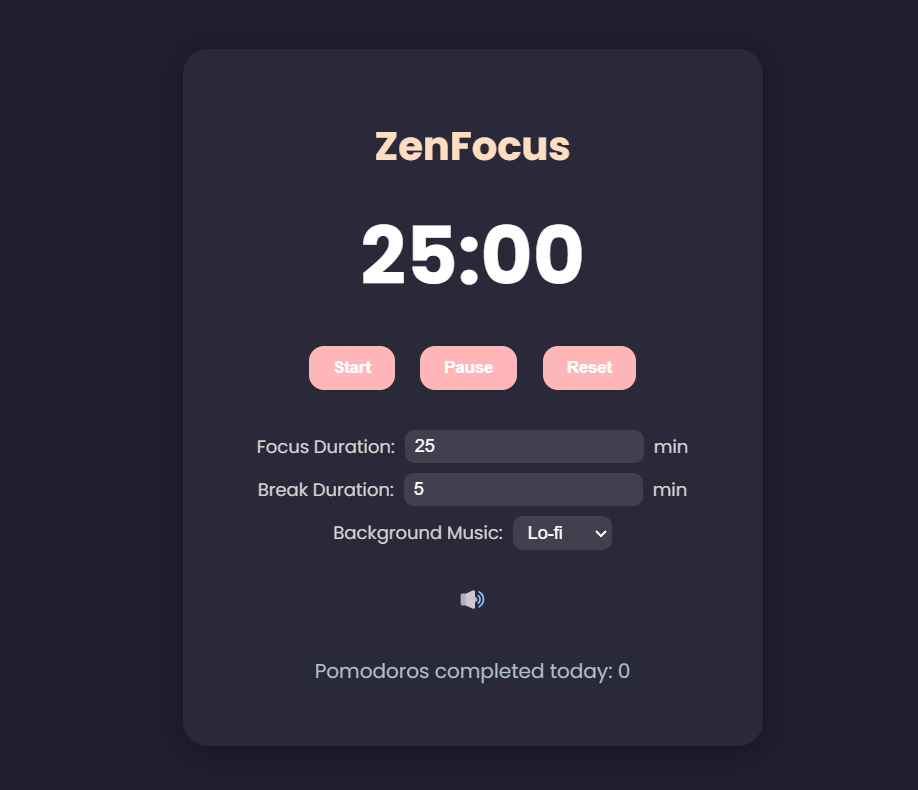 ZenFocus
25:00
Start Pause Reset
Focus Duration: 25 min
Break Duration: 5 min
Background Music: Lo-fi
Pomodoros completed today: 0